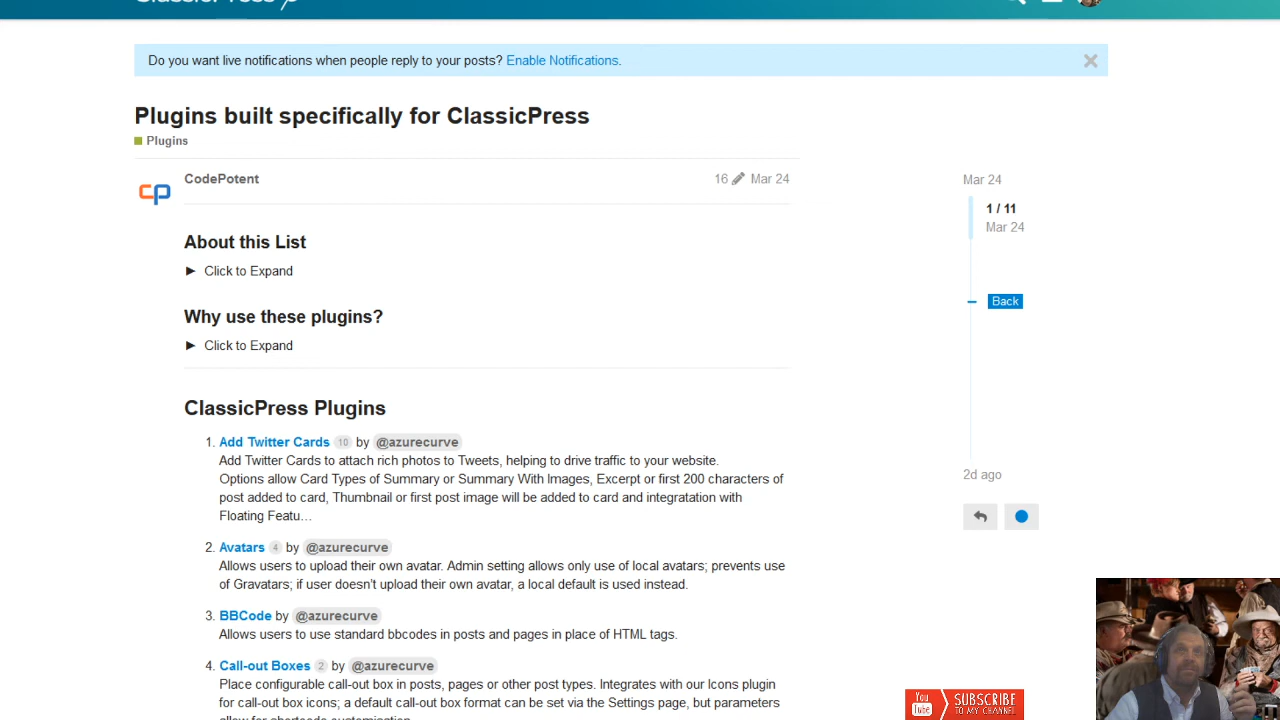 ClassicPress
Do you want live notifications when people reply to your posts? Enable Notifications.
Plugins built specifically for ClassicPress
Plugins
CodePotent
16 Mar 24
Mar 24
1 / 11
Mar 24
Back
2d ago
About this List
► Click to Expand
Why use these plugins?
► Click to Expand
ClassicPress Plugins
1. Add Twitter Cards 10 by @azurecurve
Add Twitter Cards to attach rich photos to Tweets, helping to drive traffic to your website.
Options allow Card Types of Summary or Summary With Images, Excerpt or first 200 characters of
post added to card, Thumbnail or first post image will be added to card and integratation with
Floating Featu…
2. Avatars 4 by @azurecurve
Allows users to upload their own avatar. Admin setting allows only use of local avatars; prevents use
of Gravatars; if user doesn’t upload their own avatar, a local default is used instead.
3. BBCode by @azurecurve
Allows users to use standard bbcodes in posts and pages in place of HTML tags.
4. Call-out Boxes 2 by @azurecurve
Place configurable call-out box in posts, pages or other post types. Integrates with our Icons plugin
for call-out box icons; a default call-out box format can be set via the Settings page, but parameters
allow for shortcode customisation.
You
Tube
SUBSCRIBE
TO MY CHANNEL